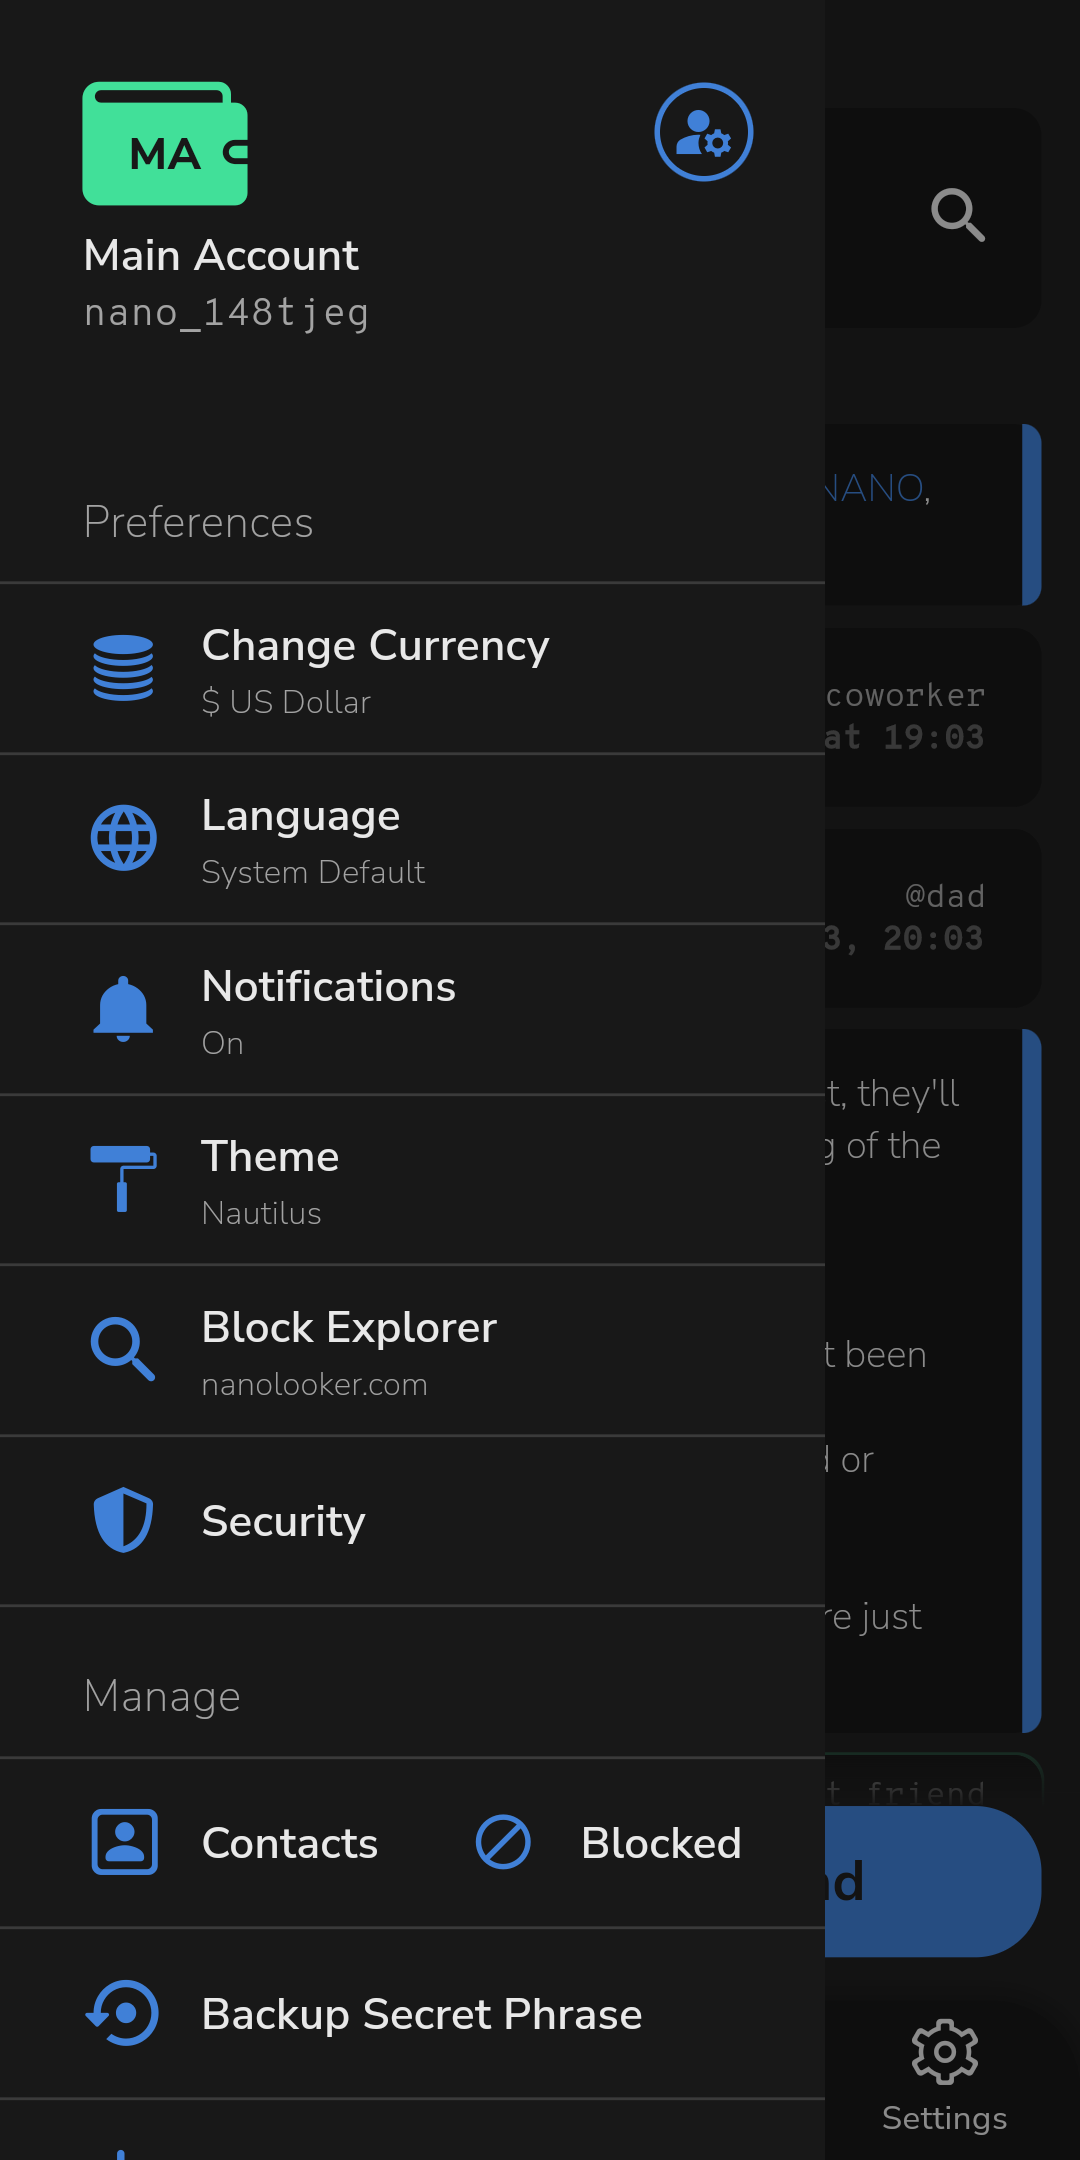 MA
Main Account
nano_148tjeg
Preferences
Change Currency
$ US Dollar
Language
System Default
Notifications
On
Theme
Nautilus
Block Explorer
nanolooker.com
Security
Manage
Contacts
Blocked
Backup Secret Phrase
NANO,
coworker
at 19:03
@dad
3, 20:03
t, they'll
g of the
t been
d or
re just
t friend
nd
Settings